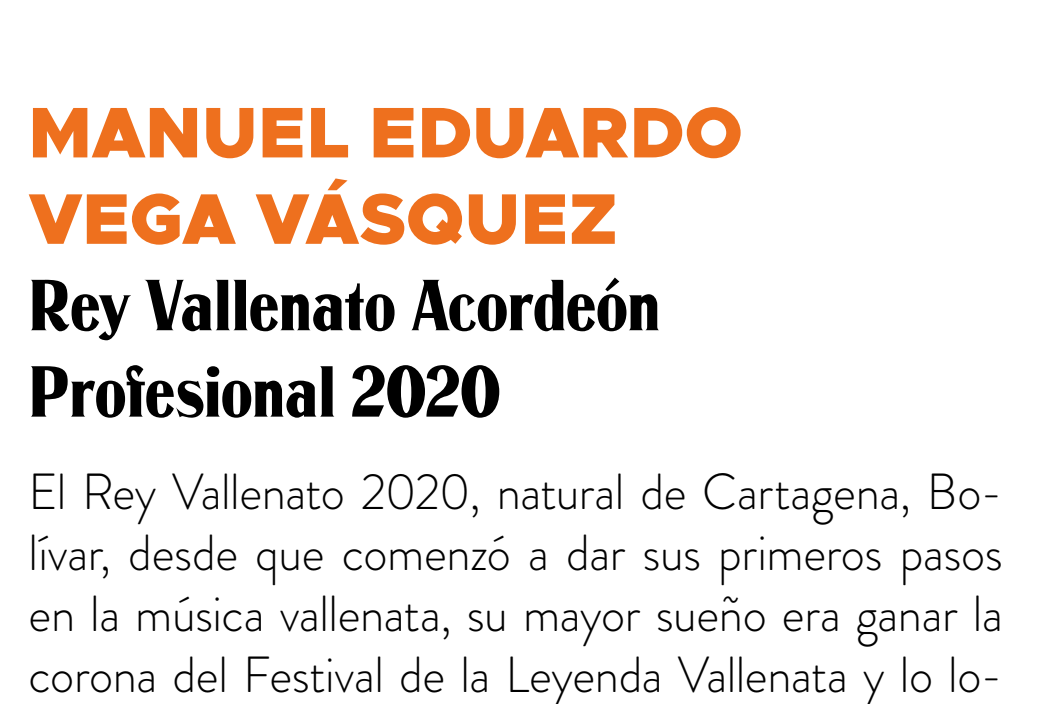 MANUEL EDUARDO
VEGA VÁSQUEZ
Rey Vallenato Acordeón
Profesional 2020
El Rey Vallenato 2020, natural de Cartagena, Bo-
lívar, desde que comenzó a dar sus primeros pasos
en la música vallenata, su mayor sueño era ganar la
corona del Festival de la Leyenda Vallenata y lo lo-